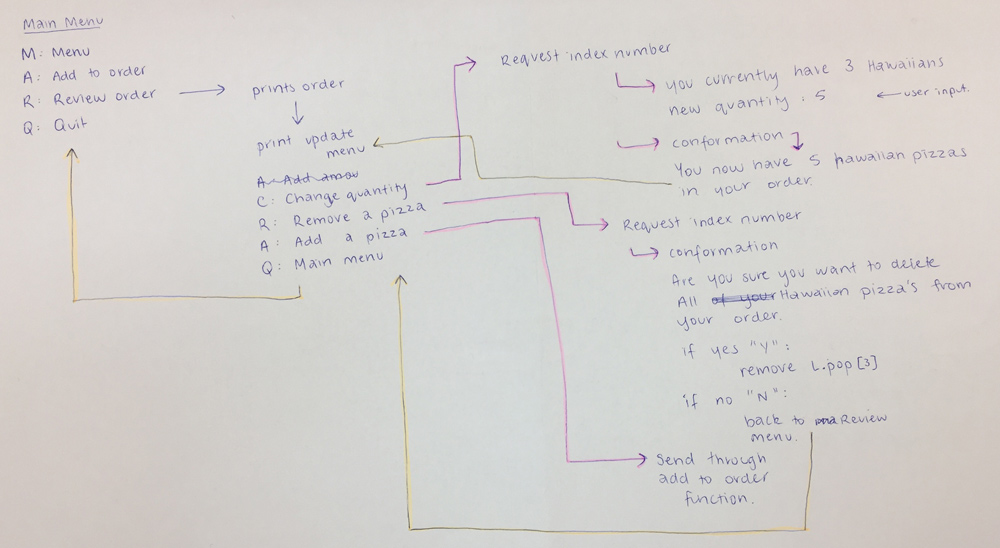 Main Menu
M: Menu
A: Add to order
R: Review order
Q: Quit
prints order
print update
menu
A: Add
C: Change quantity
R: Remove a pizza
A: Add a pizza
Q: Main menu
Request index number
you currently have 3 Hawaiians
new quantity : 5
user input.
conformation
You now have 5 hawaiian pizzas
in your order.
Request index number
conformation
Are you sure you want to delete
All of your Hawaiian pizza's from
your order.
if yes "Y":
remove L.pop[3]
if no "N":
back to Review
menu.
Send through
add to order
function.